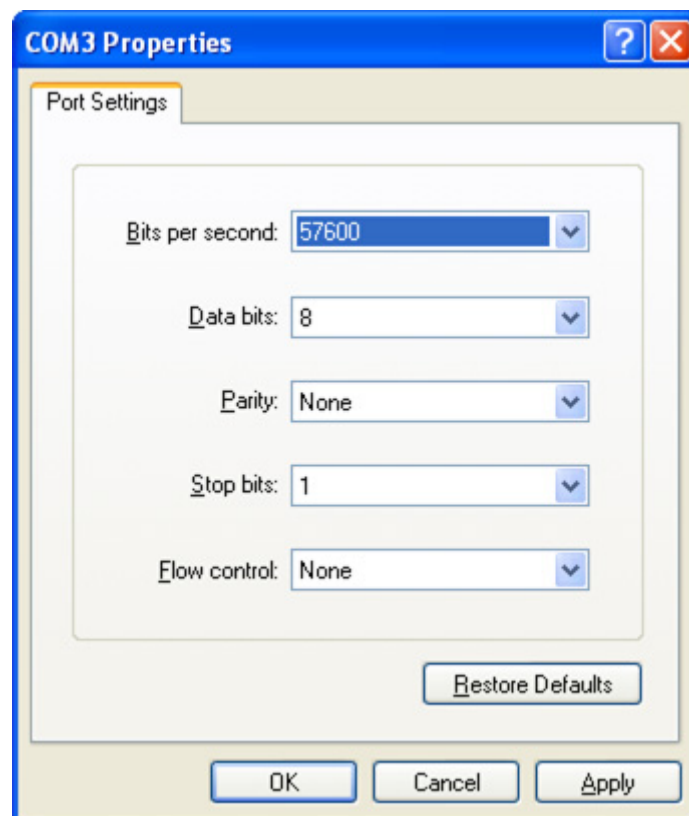 COM3 Properties
Port Settings
Bits per second: 57600
Data bits: 8
Parity: None
Stop bits: 1
Flow control: None
Restore Defaults
OK Cancel Apply